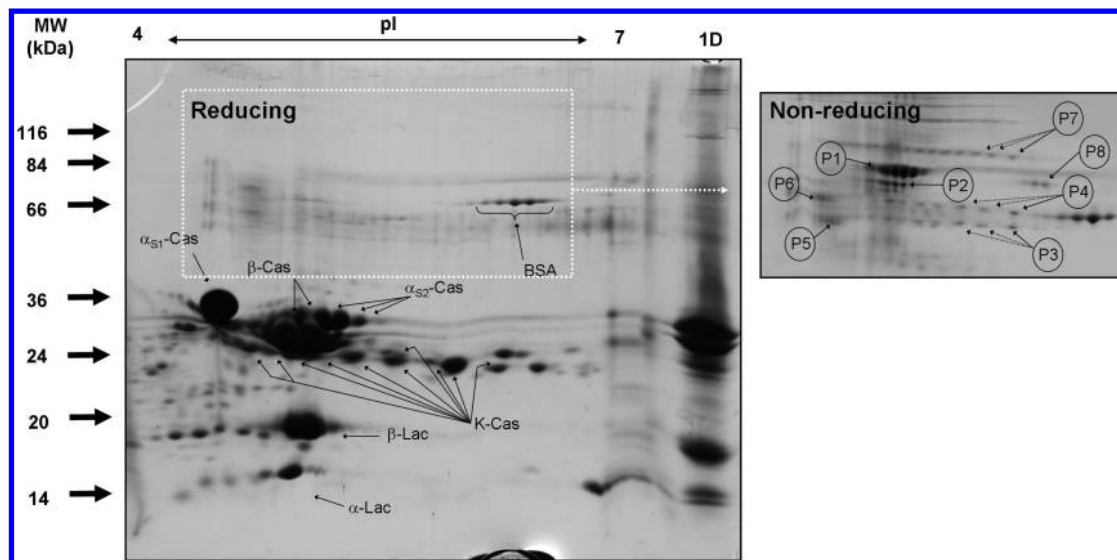 MW
(kDa)
4
pI
7
1D
Reducing
116
84
66
αS1-Cas
β-Cas
BSA
αS2-Cas
36
24
20
K-Cas
β-Lac
14
α-Lac
Non-reducing
P7
P1
P8
P6
P2
P4
P5
P3